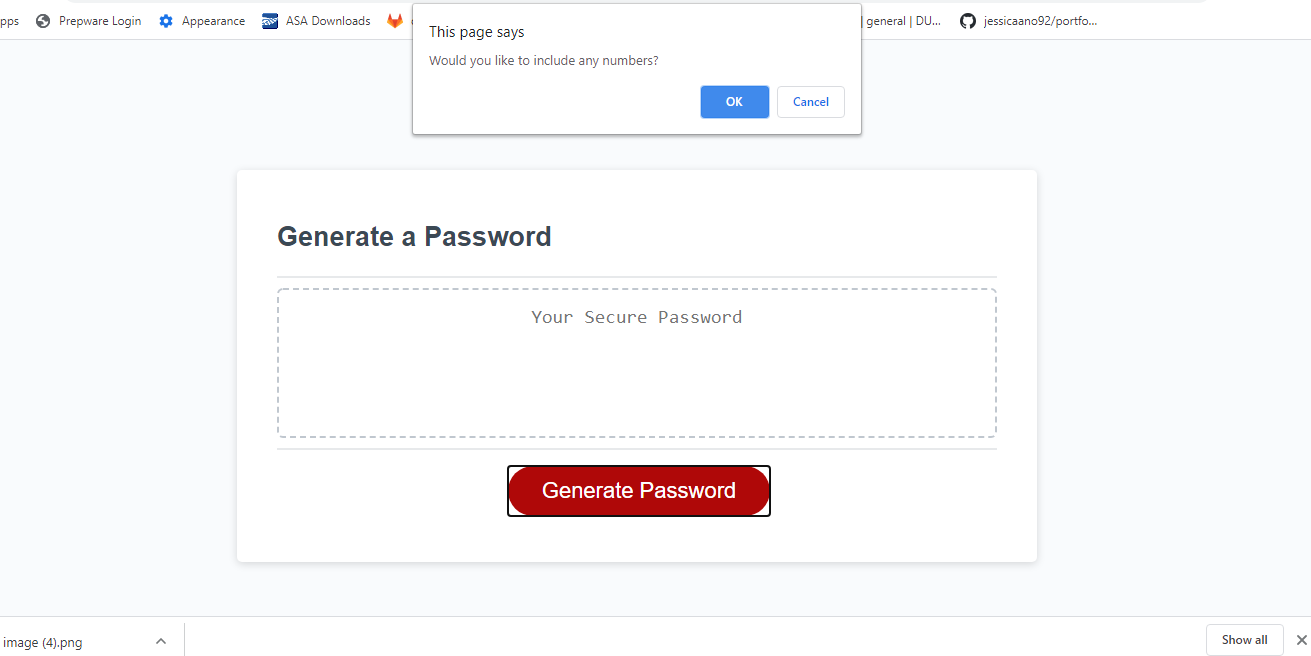 pps Prepware Login Appearance ASA Downloads general | DU... jessicaano92/portfo...
This page says
Would you like to include any numbers?
OK Cancel
Generate a Password
Your Secure Password
Generate Password
image (4).png Show all